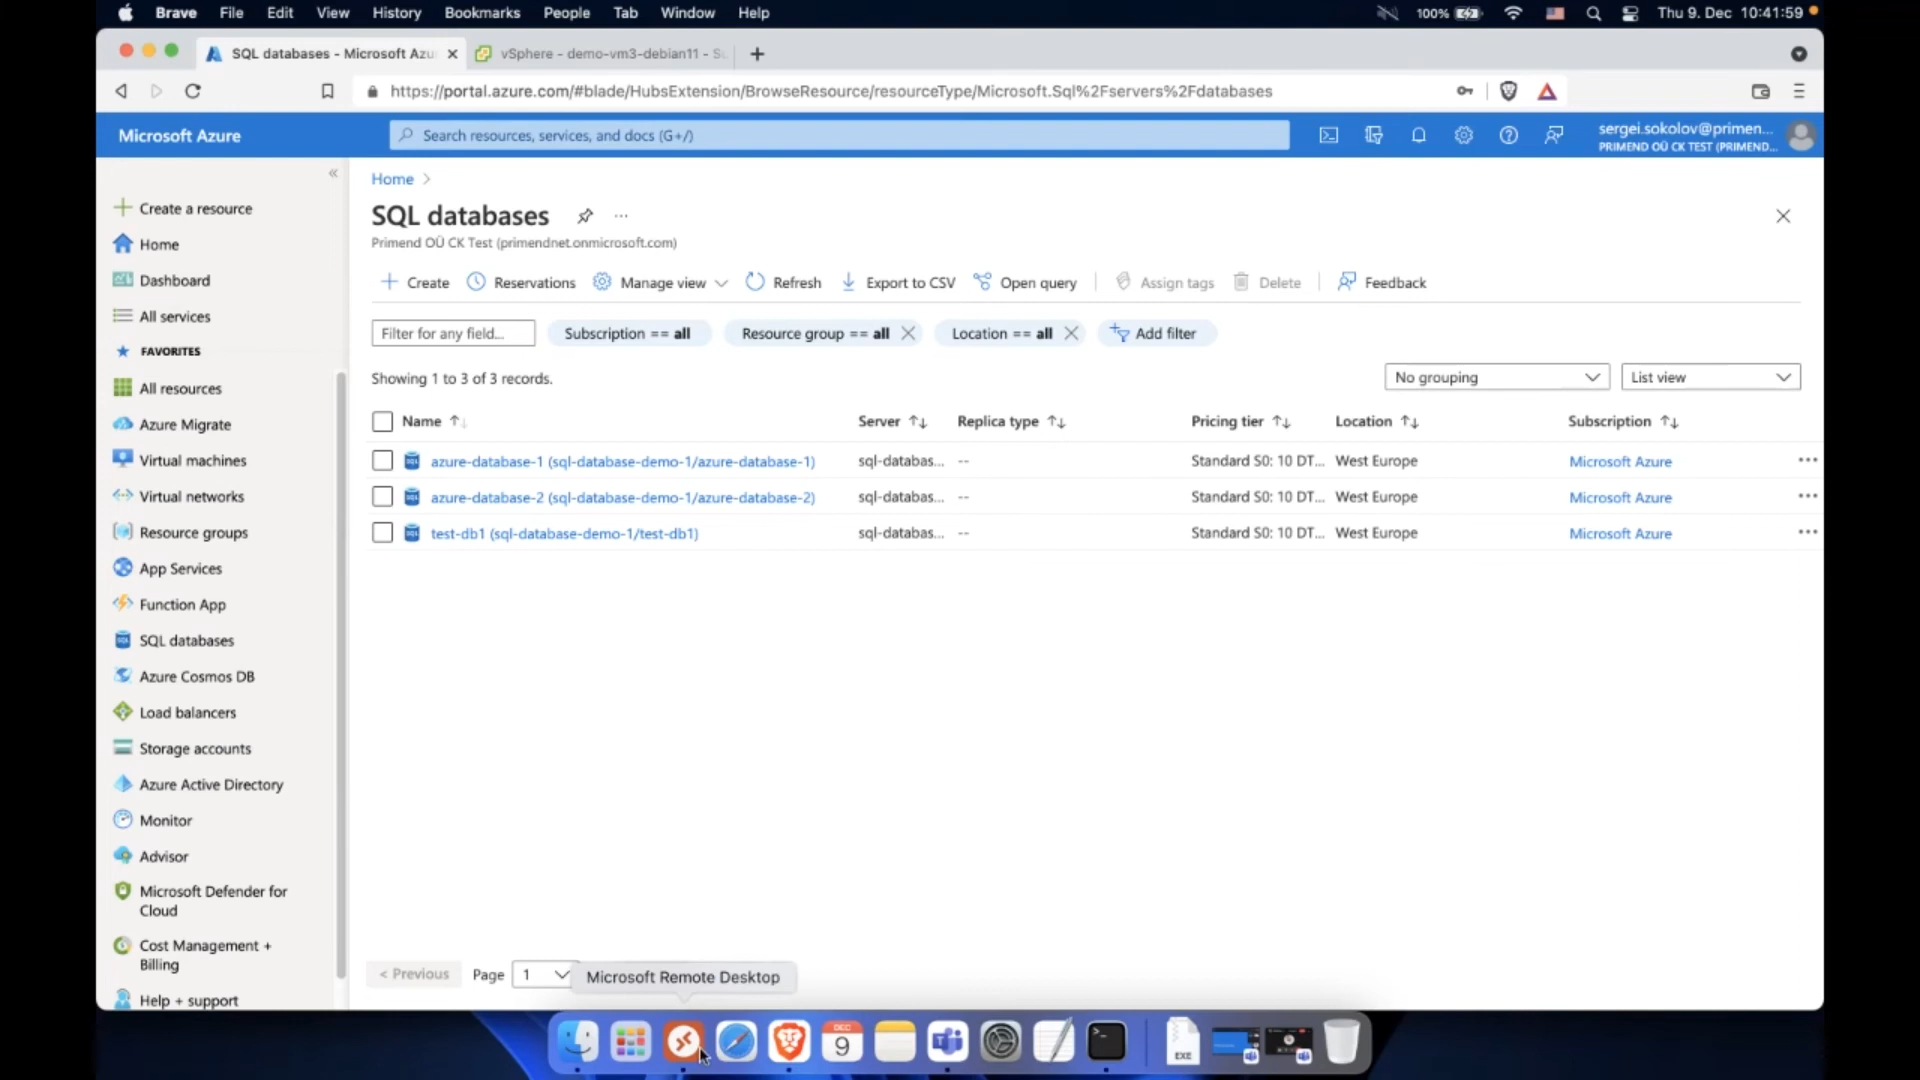 Brave File Edit View History Bookmarks People Tab Window Help 100% Thu 9. Dec 10:41:59
SQL databases - Microsoft Azu
vSphere - demo-vm3-debian11 - Su
https://portal.azure.com/#blade/HubsExtension/BrowseResource/resourceType/Microsoft.Sql%2Fservers%2Fdatabases
Microsoft Azure
Search resources, services, and docs (G+/)
sergei.sokolov@primen...
PRIMEND OÜ CK TEST (PRIMEND...
Create a resource
Home
Dashboard
All services
FAVORITES
All resources
Azure Migrate
Virtual machines
Virtual networks
Resource groups
App Services
Function App
SQL databases
Azure Cosmos DB
Load balancers
Storage accounts
Azure Active Directory
Monitor
Advisor
Microsoft Defender for
Cloud
Cost Management +
Billing
Help + support
Home >
SQL databases ...
Primend OÜ CK Test (primendnet.onmicrosoft.com)
Create Reservations Manage view Refresh Export to CSV Open query Assign tags Delete Feedback
Filter for any field... Subscription == all Resource group == all Location == all Add filter
Showing 1 to 3 of 3 records.
No grouping List view
Name Server Replica type Pricing tier Location Subscription
azure-database-1 (sql-database-demo-1/azure-database-1) sql-databas... -- Standard S0: 10 DT... West Europe Microsoft Azure
azure-database-2 (sql-database-demo-1/azure-database-2) sql-databas... -- Standard S0: 10 DT... West Europe Microsoft Azure
test-db1 (sql-database-demo-1/test-db1) sql-databas... -- Standard S0: 10 DT... West Europe Microsoft Azure
< Previous Page 1
Microsoft Remote Desktop
DEC
9
EXE